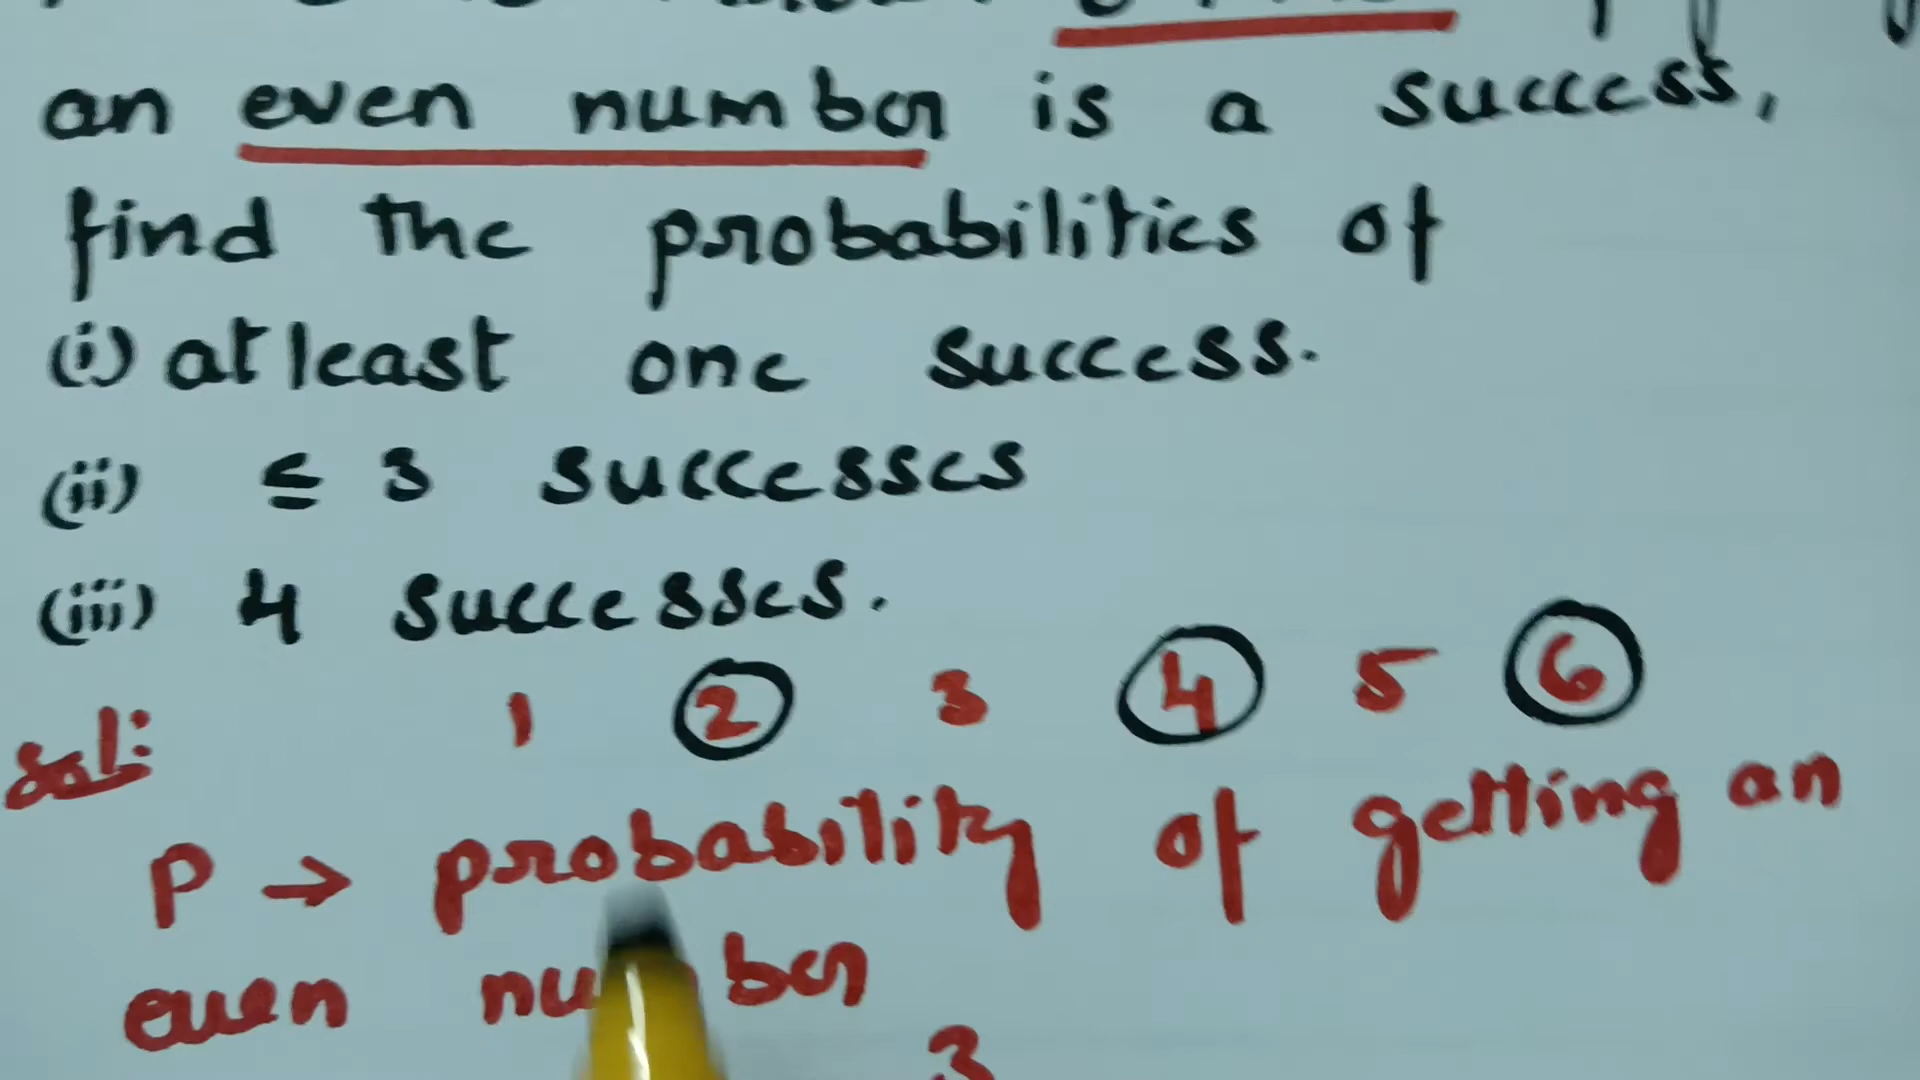 an even number is a success,
find the probabilities of
(i) atleast one success.
(ii) ≤ 3 successes
(iii) 4 successes.
1 2 3 4 5 6
Sol:
P → probability of getting an
even number
3